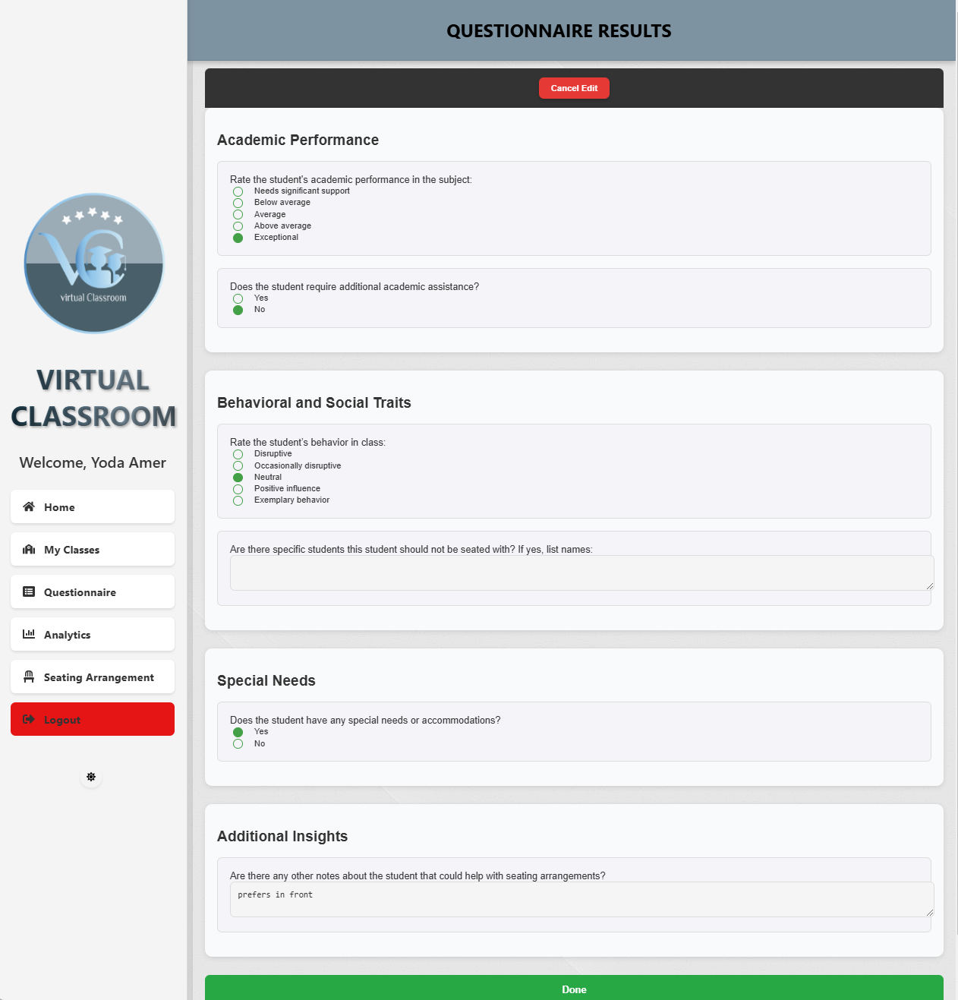 virtual Classroom
VIRTUAL
CLASSROOM
Welcome, Yoda Amer
Home
My Classes
Questionnaire
Analytics
Seating Arrangement
Logout
QUESTIONNAIRE RESULTS
Cancel Edit
Academic Performance
Rate the student's academic performance in the subject:
Needs significant support
Below average
Average
Above average
Exceptional
Does the student require additional academic assistance?
Yes
No
Behavioral and Social Traits
Rate the student’s behavior in class:
Disruptive
Occasionally disruptive
Neutral
Positive influence
Exemplary behavior
Are there specific students this student should not be seated with? If yes, list names:
Special Needs
Does the student have any special needs or accommodations?
Yes
No
Additional Insights
Are there any other notes about the student that could help with seating arrangements?
prefers in front
Done